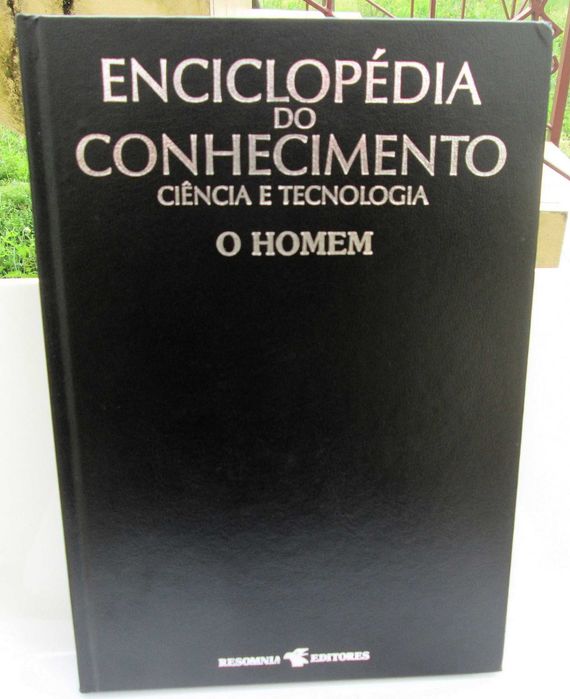 ENCICLOPÉDIA
DO
CONHECIMENTO
CIÊNCIA E TECNOLOGIA
O HOMEM
RESOMNIA EDITORES